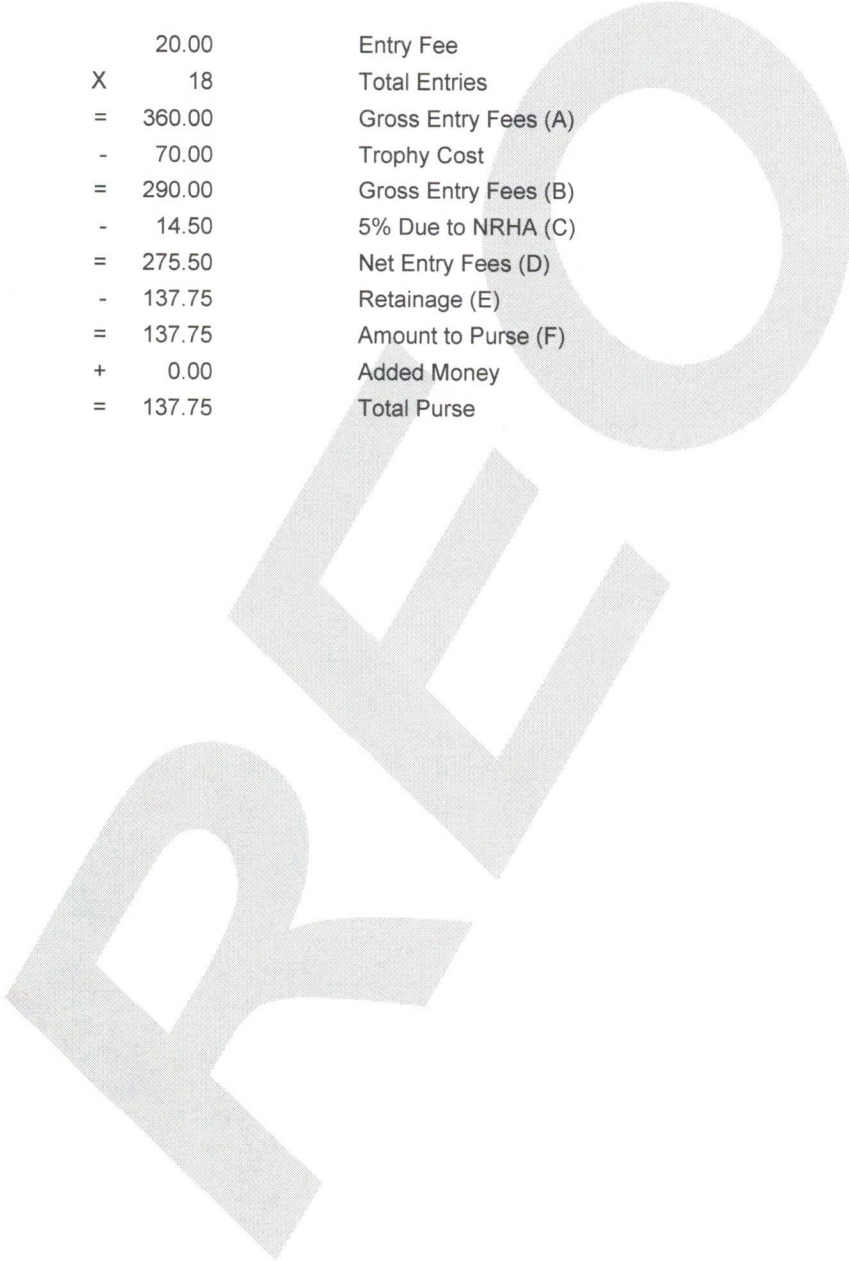 20.00 Entry Fee
X 18 Total Entries
= 360.00 Gross Entry Fees (A)
- 70.00 Trophy Cost
= 290.00 Gross Entry Fees (B)
- 14.50 5% Due to NRHA (C)
= 275.50 Net Entry Fees (D)
- 137.75 Retainage (E)
= 137.75 Amount to Purse (F)
+ 0.00 Added Money
= 137.75 Total Purse
REO